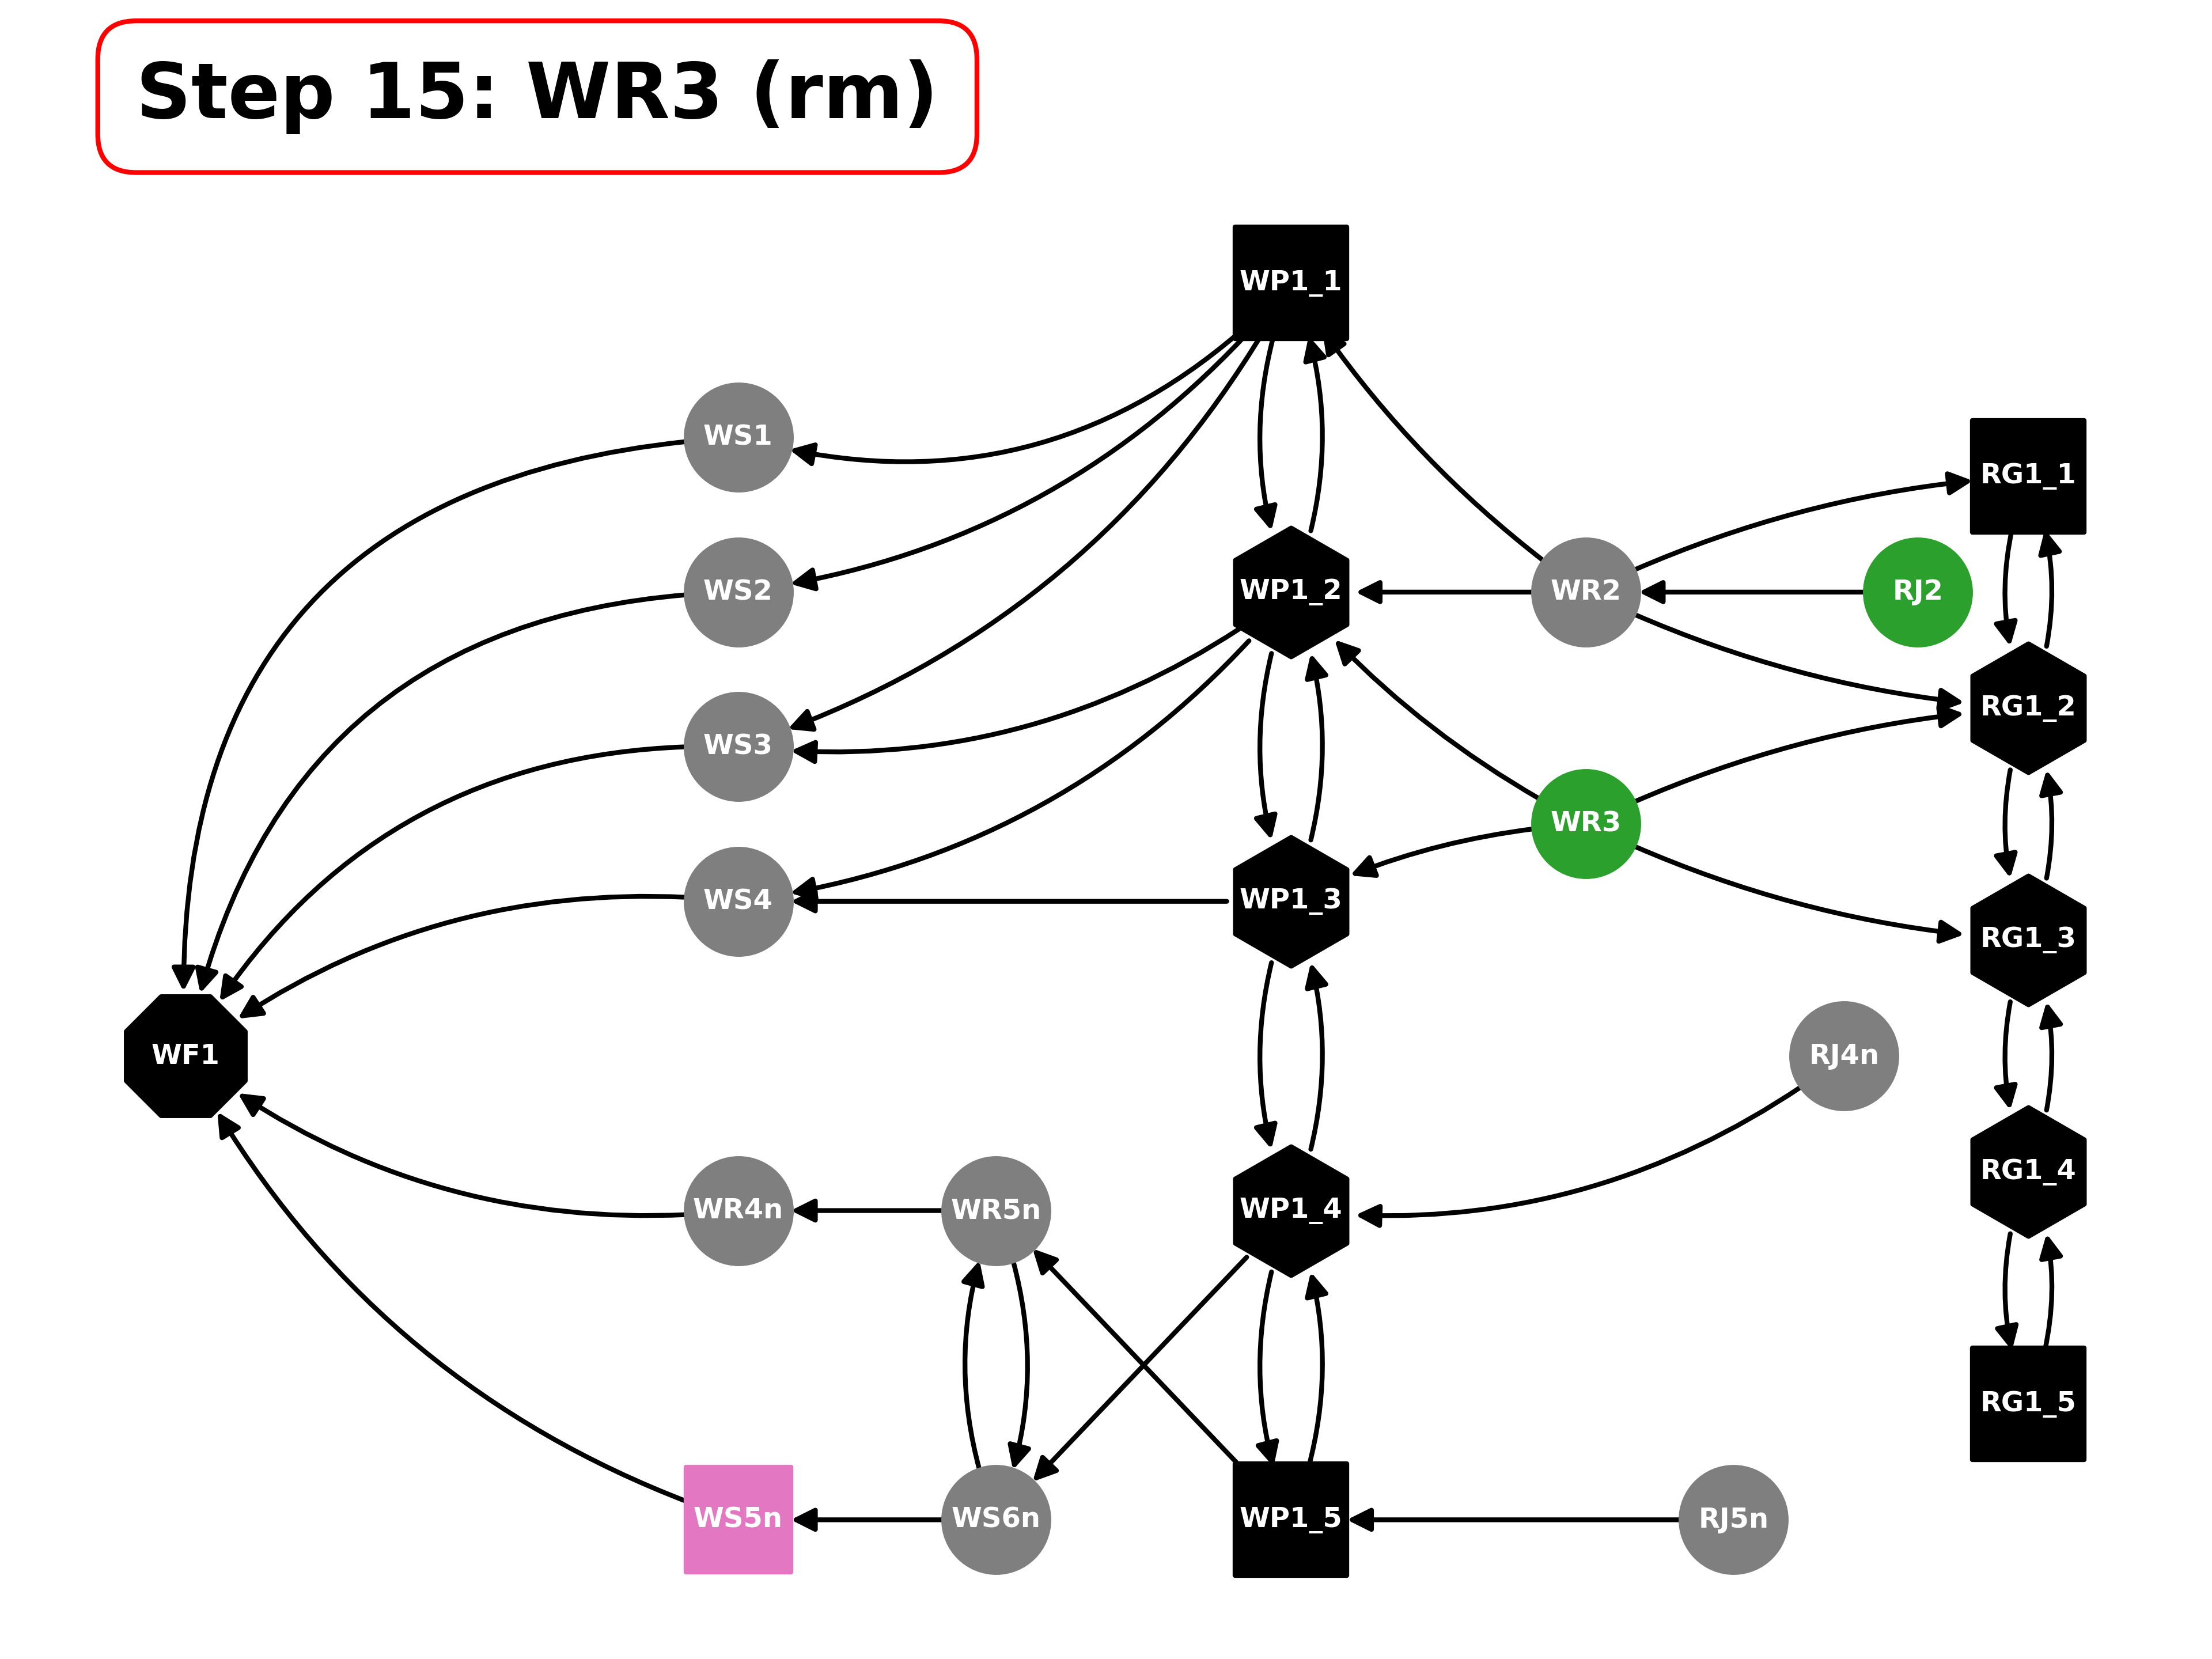 Step 15: WR3 (rm)
WP1_1
WS1
RG1_1
WS2
WP1_2
WR2
RJ2
RG1_2
WS3
WR3
WS4
WP1_3
RG1_3
WF1
RJ4n
RG1_4
WR4n
WR5n
WP1_4
RG1_5
WS5n
WS6n
WP1_5
RJ5n